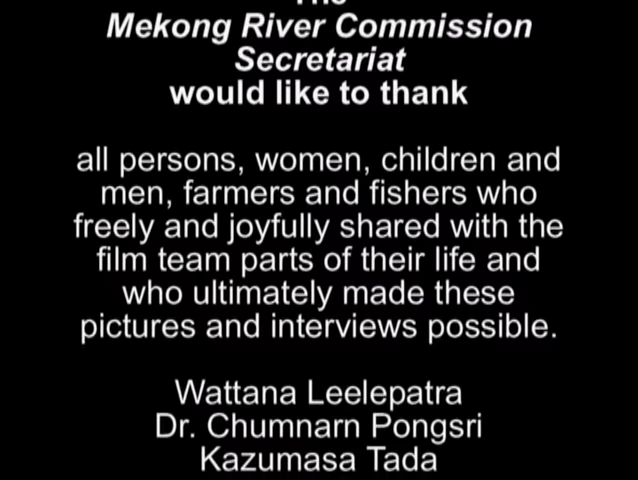 The
Mekong River Commission
Secretariat
would like to thank
all persons, women, children and
men, farmers and fishers who
freely and joyfully shared with the
film team parts of their life and
who ultimately made these
pictures and interviews possible.
Wattana Leelepatra
Dr. Chumnarn Pongsri
Kazumasa Tada